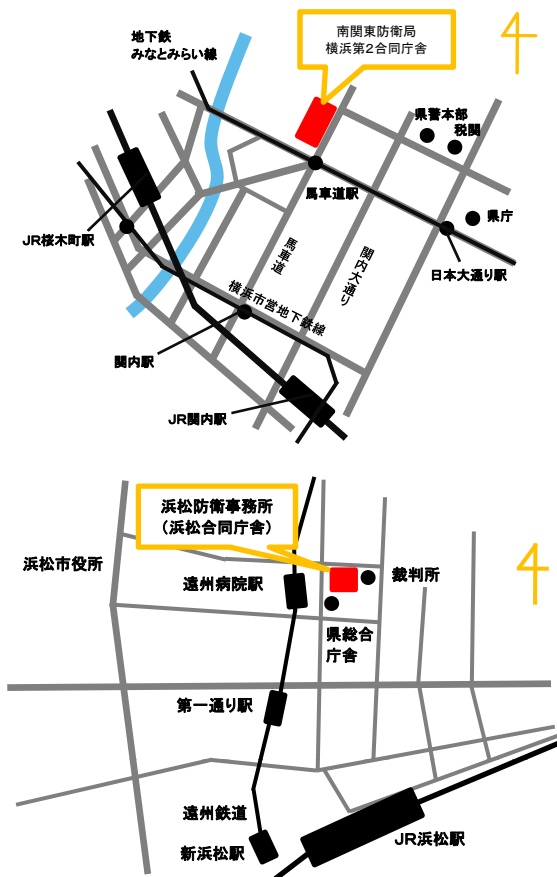 南関東防衛局
横浜第2合同庁舎
地下鉄
みなとみらい線
県警本部
税関
馬車道駅
県庁
JR桜木町駅
馬車道
関内大通り
日本大通り駅
横浜市営地下鉄線
関内駅
JR関内駅
浜松防衛事務所
（浜松合同庁舎）
浜松市役所
遠州病院駅
裁判所
県総合
庁舎
第一通り駅
遠州鉄道
新浜松駅
JR浜松駅